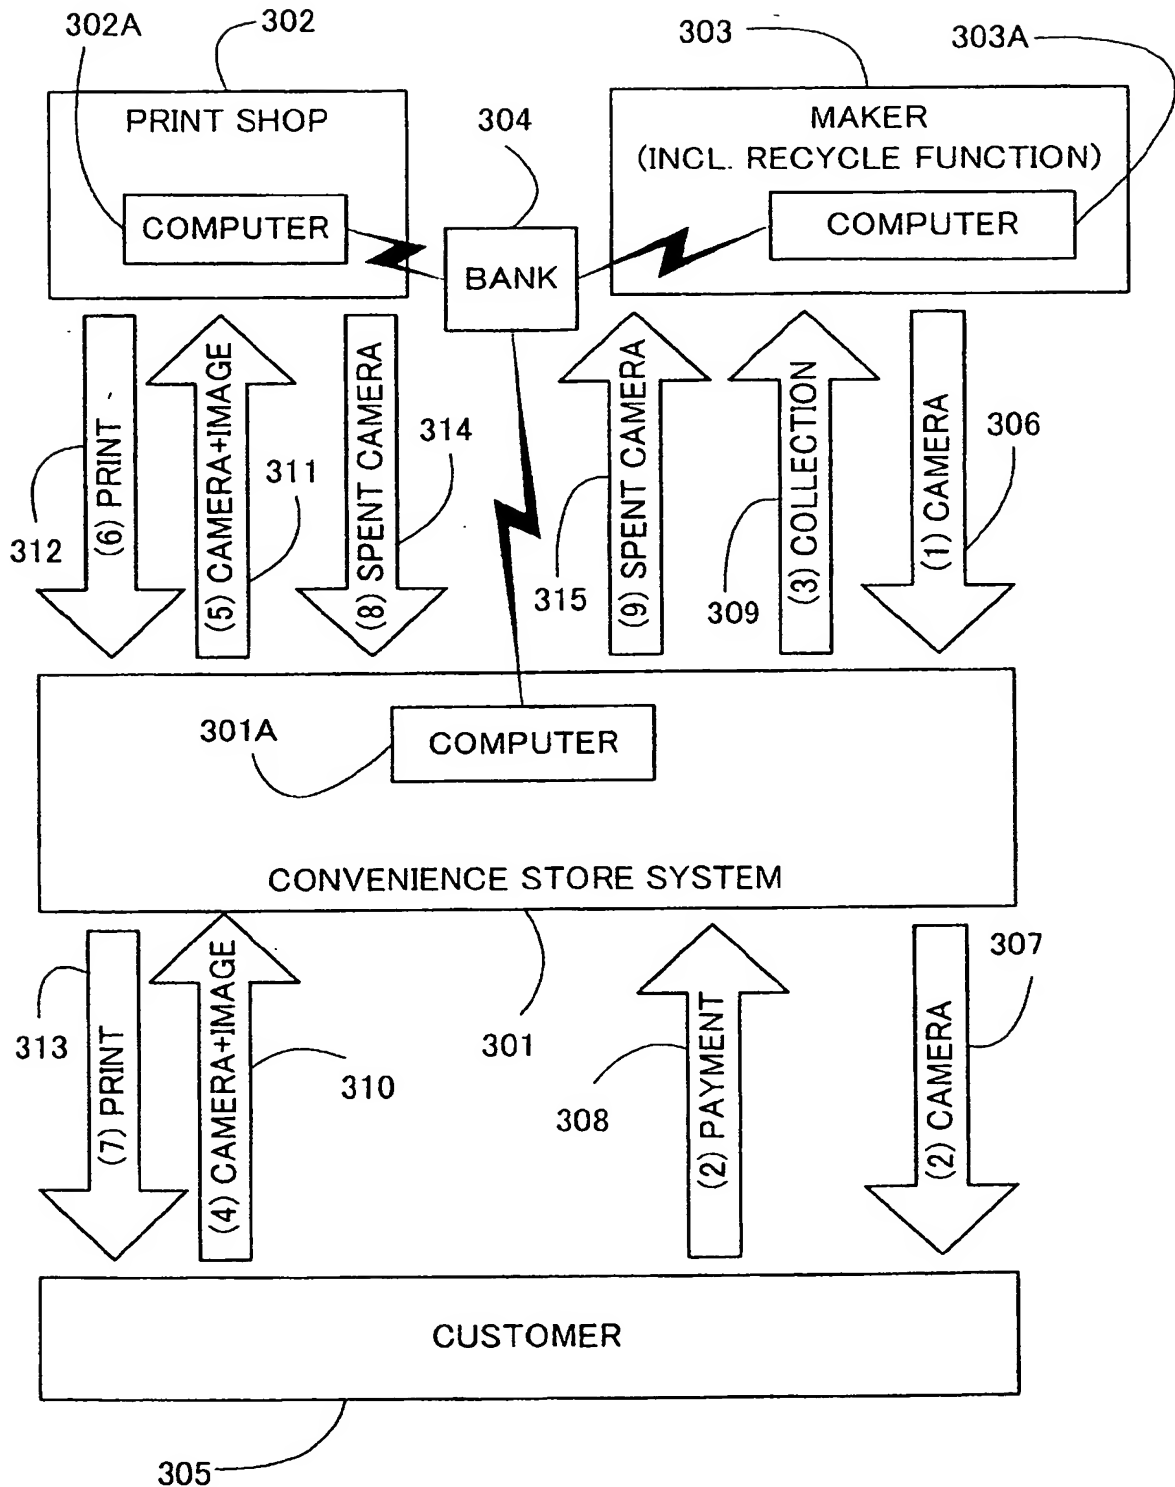 302A
302
303
303A
PRINT SHOP
304
MAKER
(INCL. RECYCLE FUNCTION)
COMPUTER
BANK
COMPUTER
(6) PRINT
(5) CAMERA+IMAGE
(8) SPENT CAMERA
(9) SPENT CAMERA
(3) COLLECTION
(1) CAMERA
312
311
314
315
309
306
301A
COMPUTER
CONVENIENCE STORE SYSTEM
(7) PRINT
(4) CAMERA+IMAGE
(2) PAYMENT
(2) CAMERA
313
310
301
308
307
CUSTOMER
305